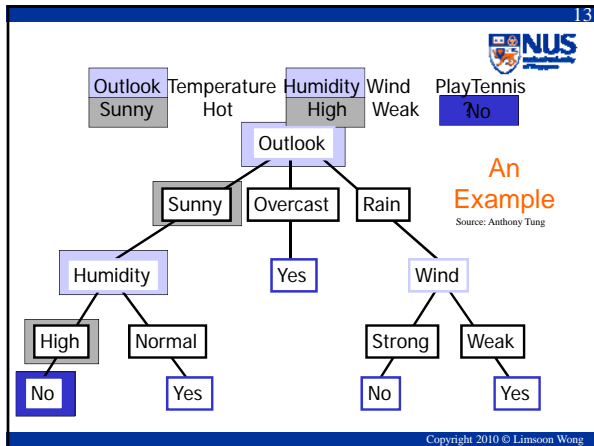 13
NUS
Outlook Temperature Humidity Wind PlayTennis
Sunny Hot High Weak ?No
Outlook
An
Example
Source: Anthony Tung
Sunny Overcast Rain
Humidity Yes Wind
High Normal Strong Weak
No Yes No Yes
Copyright 2010 © Limsoon Wong